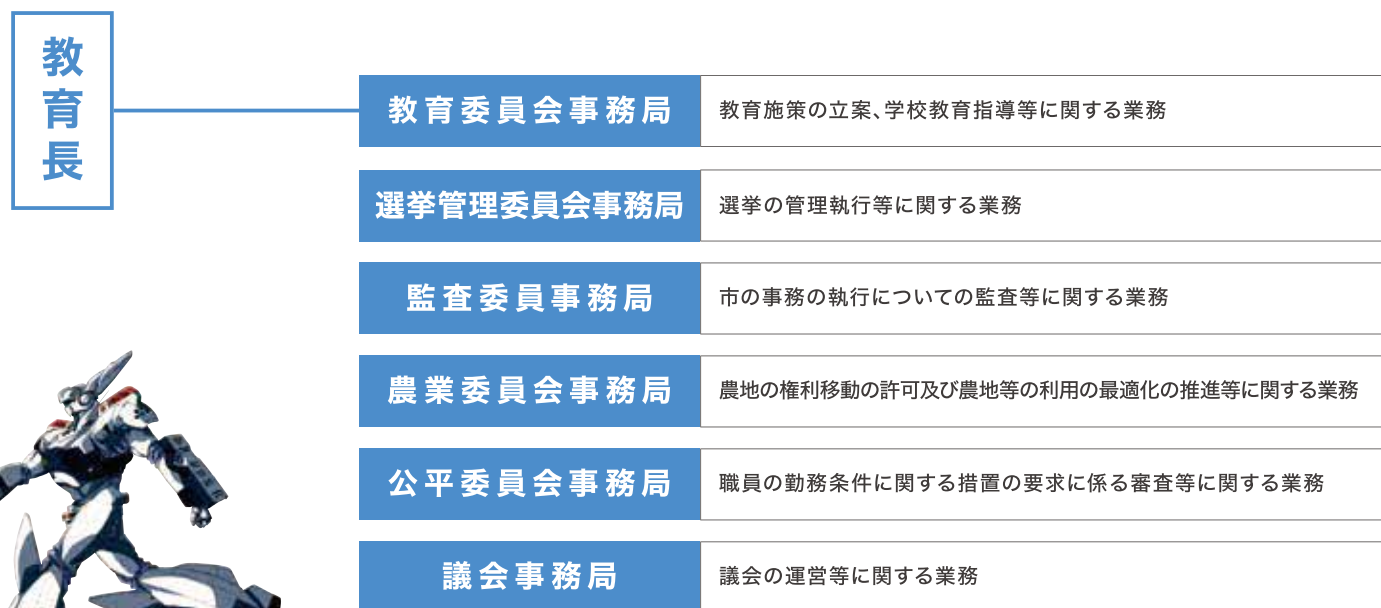 教育長
教育委員会事務局
教育施策の立案、学校教育指導等に関する業務
選挙管理委員会事務局
選挙の管理執行等に関する業務
監査委員事務局
市の事務の執行についての監査等に関する業務
農業委員会事務局
農地の権利移動の許可及び農地等の利用の最適化の推進等に関する業務
公平委員会事務局
職員の勤務条件に関する措置の要求に係る審査等に関する業務
議会事務局
議会の運営等に関する業務